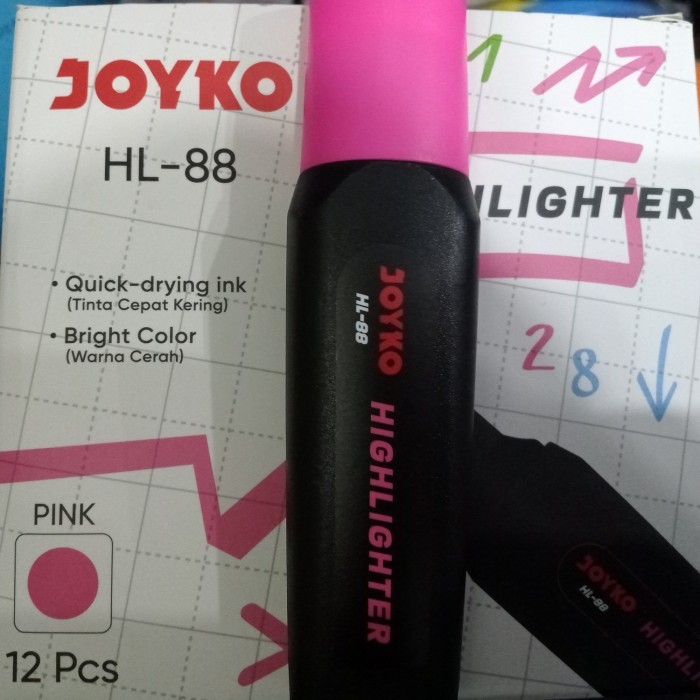 JOYKO
HL-88
• Quick-drying ink
(Tinta Cepat Kering)
• Bright Color
(Warna Cerah)
PINK
12 Pcs
1
HLIGHTER
2 8
JOYKO
HL-88
HIGHLIGHTER
JOYKO
HL-88
HIGHL